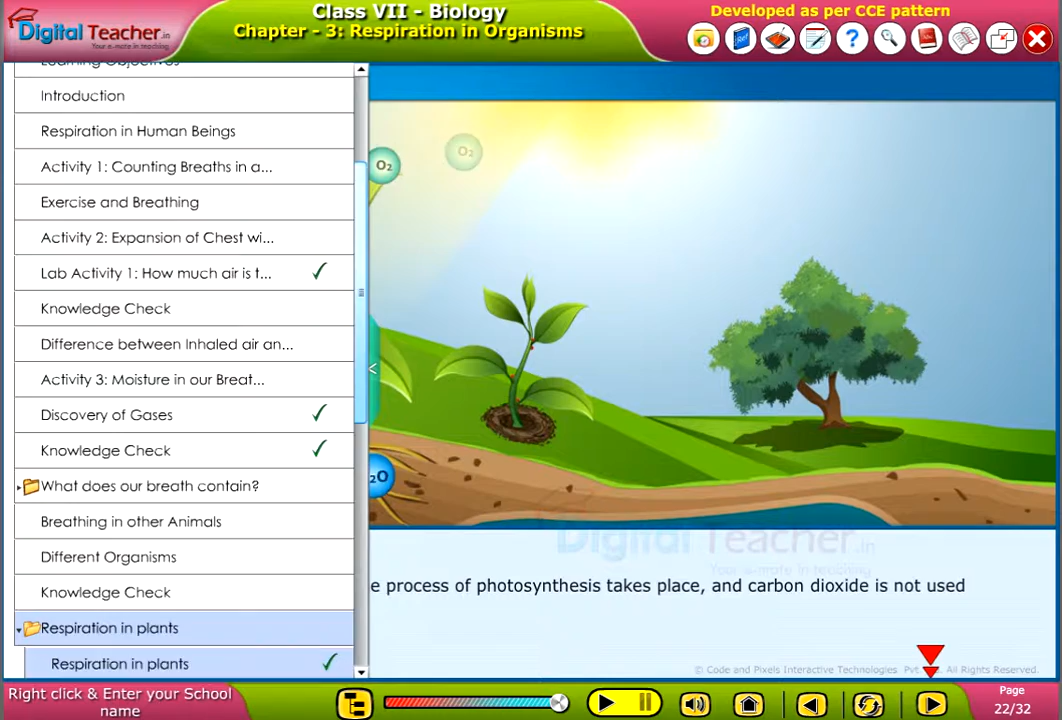 Digital Teacher.in
Your e-mate in teaching
Class VII - Biology
Chapter - 3: Respiration in Organisms
Developed as per CCE pattern
Ref
?
Learning Objectives
Introduction
Respiration in Human Beings
Activity 1: Counting Breaths in a...
Exercise and Breathing
Activity 2: Expansion of Chest wi...
Lab Activity 1: How much air is t...
Knowledge Check
Difference between Inhaled air an...
Activity 3: Moisture in our Breat...
Discovery of Gases
Knowledge Check
What does our breath contain?
Breathing in other Animals
Different Organisms
Knowledge Check
Respiration in plants
Respiration in plants
<
O2
O2
2O
Digital Teacher.in
Your e-mate in teaching
e process of photosynthesis takes place, and carbon dioxide is not used
© Code and Pixels Interactive Technologies. Pvt. All Rights Reserved.
Right click & Enter your School
name
Page
22/32